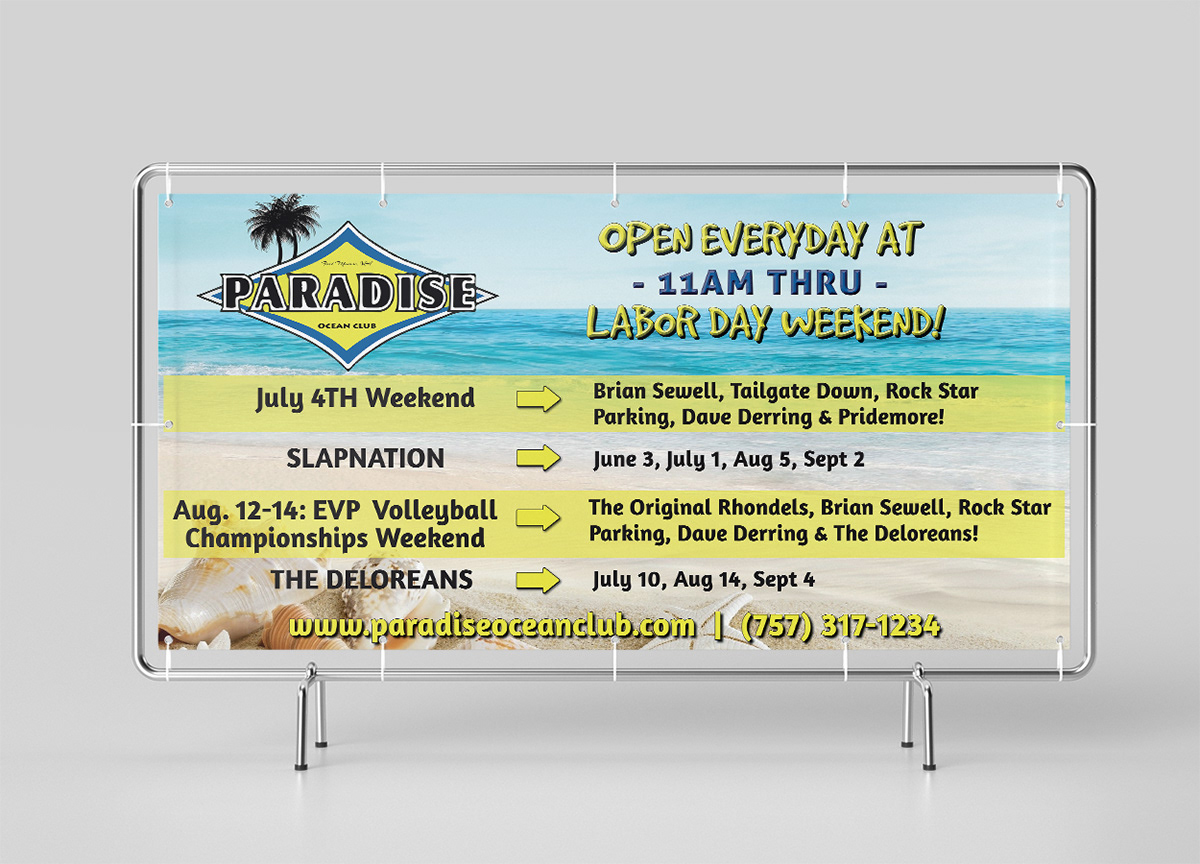 PARADISE
OCEAN CLUB
OPEN EVERYDAY AT
- 11AM THRU -
LABOR DAY WEEKEND!
July 4TH Weekend
Brian Sewell, Tailgate Down, Rock Star
Parking, Dave Derring & Pridemore!
SLAPNATION
June 3, July 1, Aug 5, Sept 2
Aug. 12-14: EVP Volleyball
Championships Weekend
The Original Rhondels, Brian Sewell, Rock Star
Parking, Dave Derring & The Deloreans!
THE DELOREANS
July 10, Aug 14, Sept 4
www.paradiseoceanclub.com | (757) 317-1234